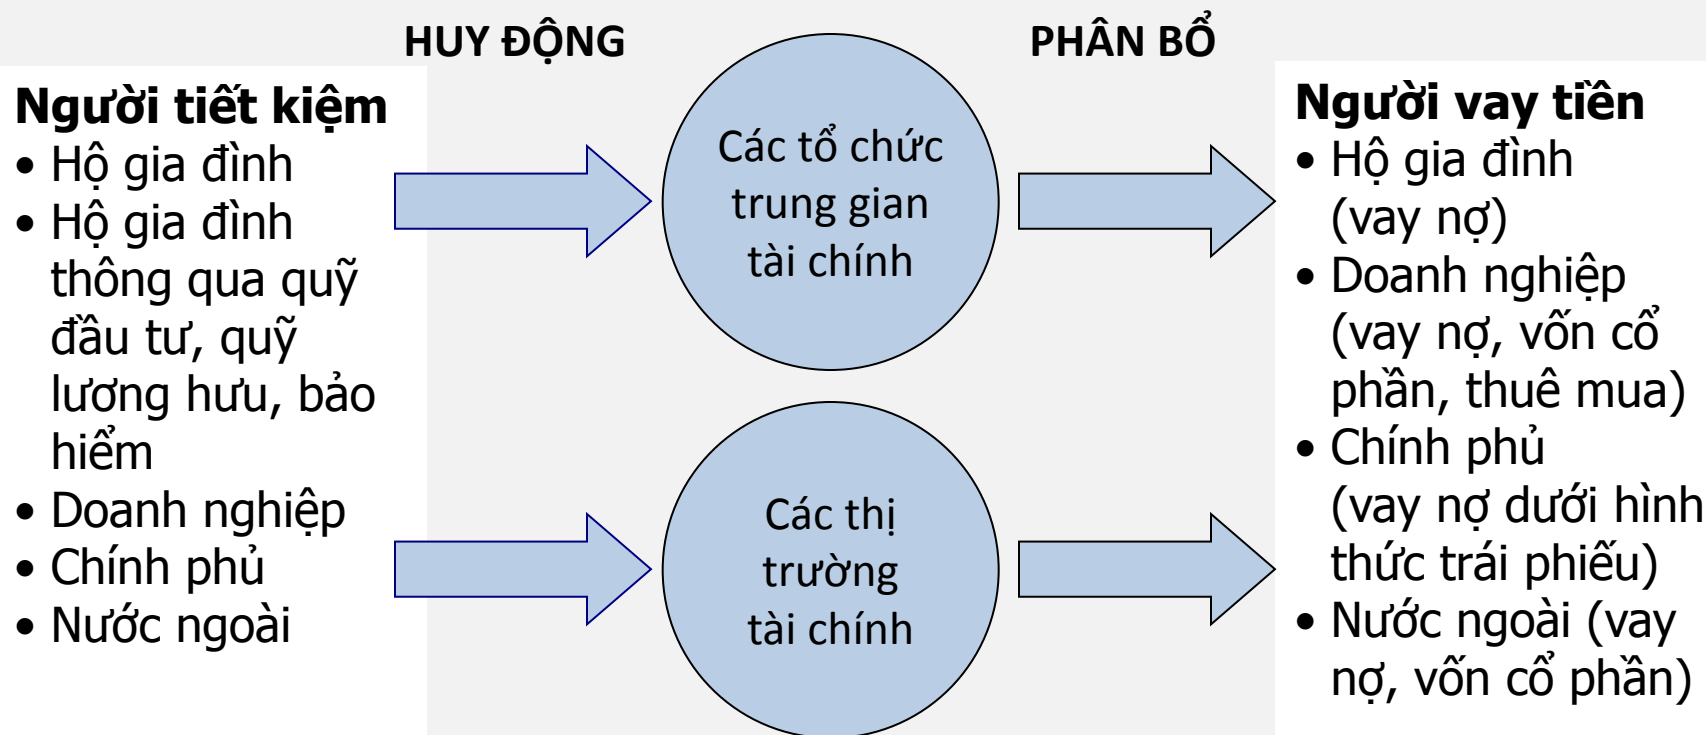 HUY ĐỘNG
PHÂN BỔ
Người tiết kiệm
• Hộ gia đình
• Hộ gia đình
thông qua quỹ
đầu tư, quỹ
lương hưu, bảo
hiểm
• Doanh nghiệp
• Chính phủ
• Nước ngoài
Các tổ chức
trung gian
tài chính
Các thị
trường
tài chính
Người vay tiền
• Hộ gia đình
(vay nợ)
• Doanh nghiệp
(vay nợ, vốn cổ
phần, thuê mua)
• Chính phủ
(vay nợ dưới hình
thức trái phiếu)
• Nước ngoài (vay
nợ, vốn cổ phần)